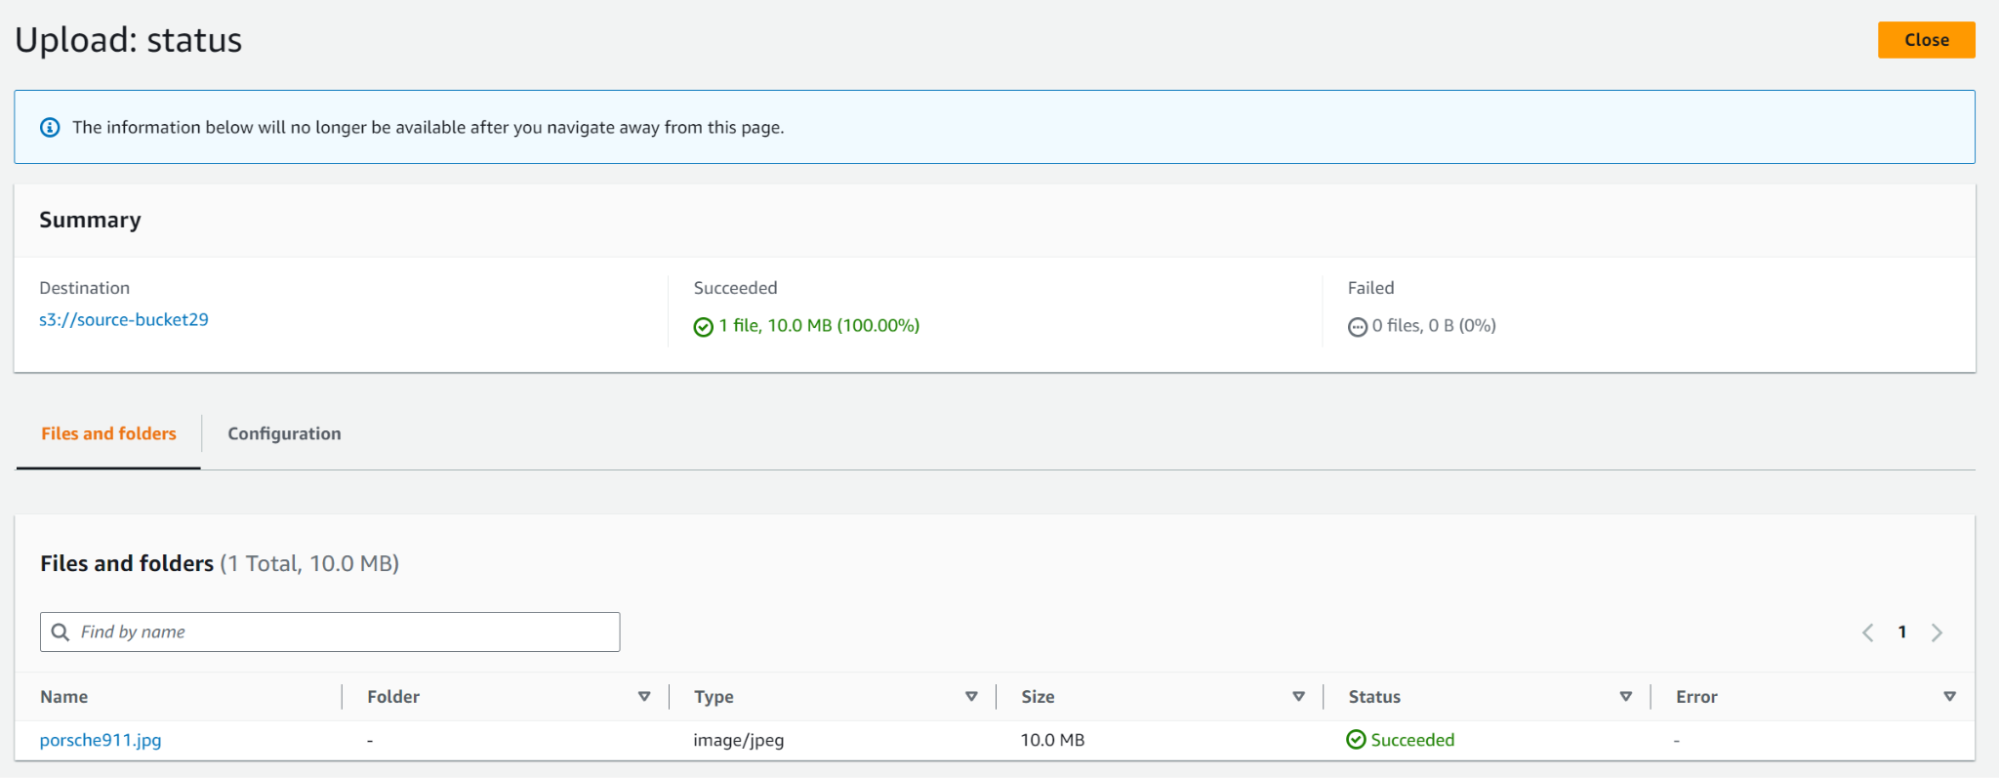 Upload: status
Close
The information below will no longer be available after you navigate away from this page.
Summary
Destination
s3://source-bucket29
Succeeded
1 file, 10.0 MB (100.00%)
Failed
0 files, 0 B (0%)
Files and folders
Configuration
Files and folders (1 Total, 10.0 MB)
Find by name
1
Name Folder Type Size Status Error
porsche911.jpg - image/jpeg 10.0 MB Succeeded -